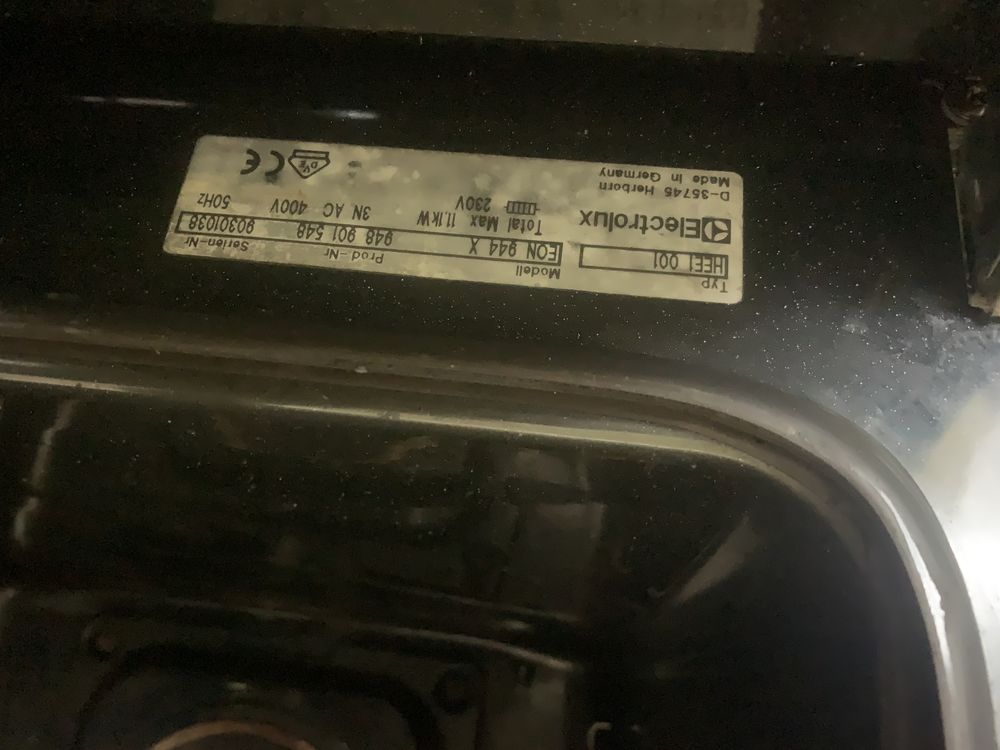 Typ Modell Prod-Nr Serien-Nr
HEE1 001 EON 944 X 948 901 548 90301038
Electrolux Total Max 11.1kW 3N AC 400V 50Hz
230V
D-35745 Herborn
Made in Germany
DVE CE